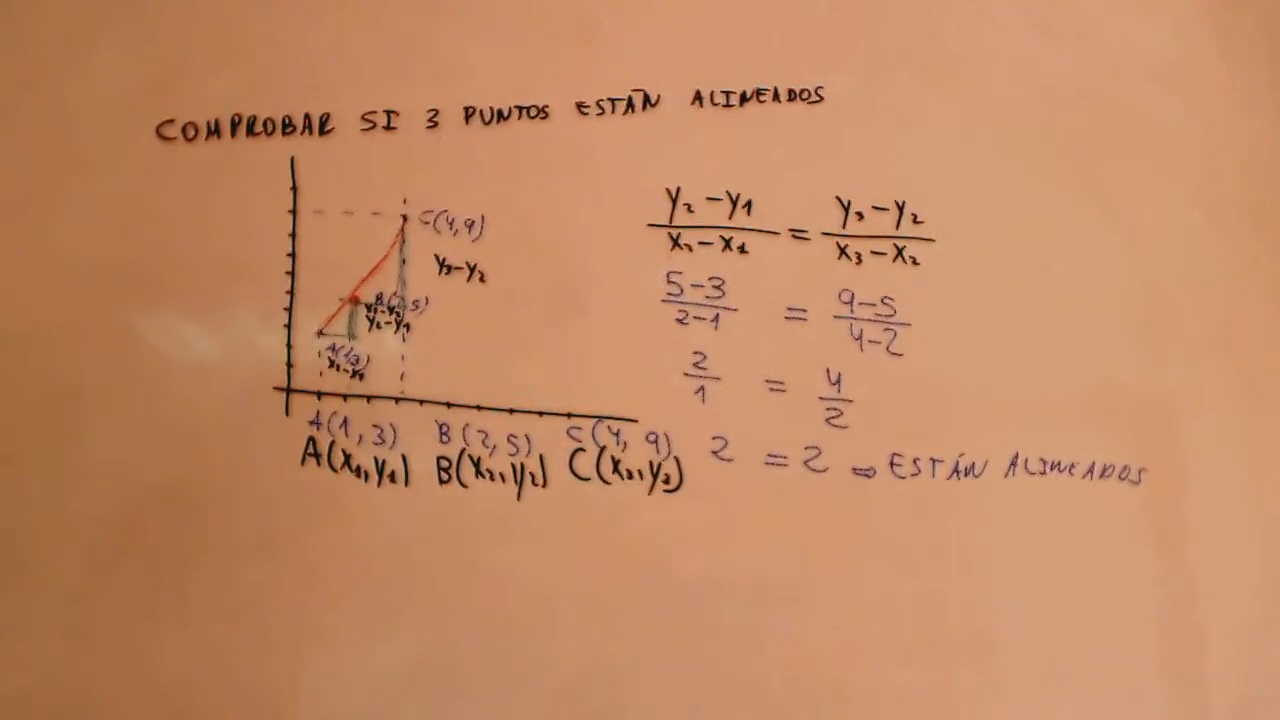 COMPROBAR SI 3 PUNTOS ESTÁN ALINEADOS
C(4,9)
y₃-y₂
y₂-y₁
A(1,3)
A(1,3) B(2,5) C(4,9)
A(x₁,y₁) B(x₂,y₂) C(x₃,y₃)
y₂-y₁ / x₂-x₁ = y₃-y₂ / x₃-x₂
5-3 / 2-1 = 9-5 / 4-2
2/1 = 4/2
2 = 2 ⇒ ESTÁN ALINEADOS